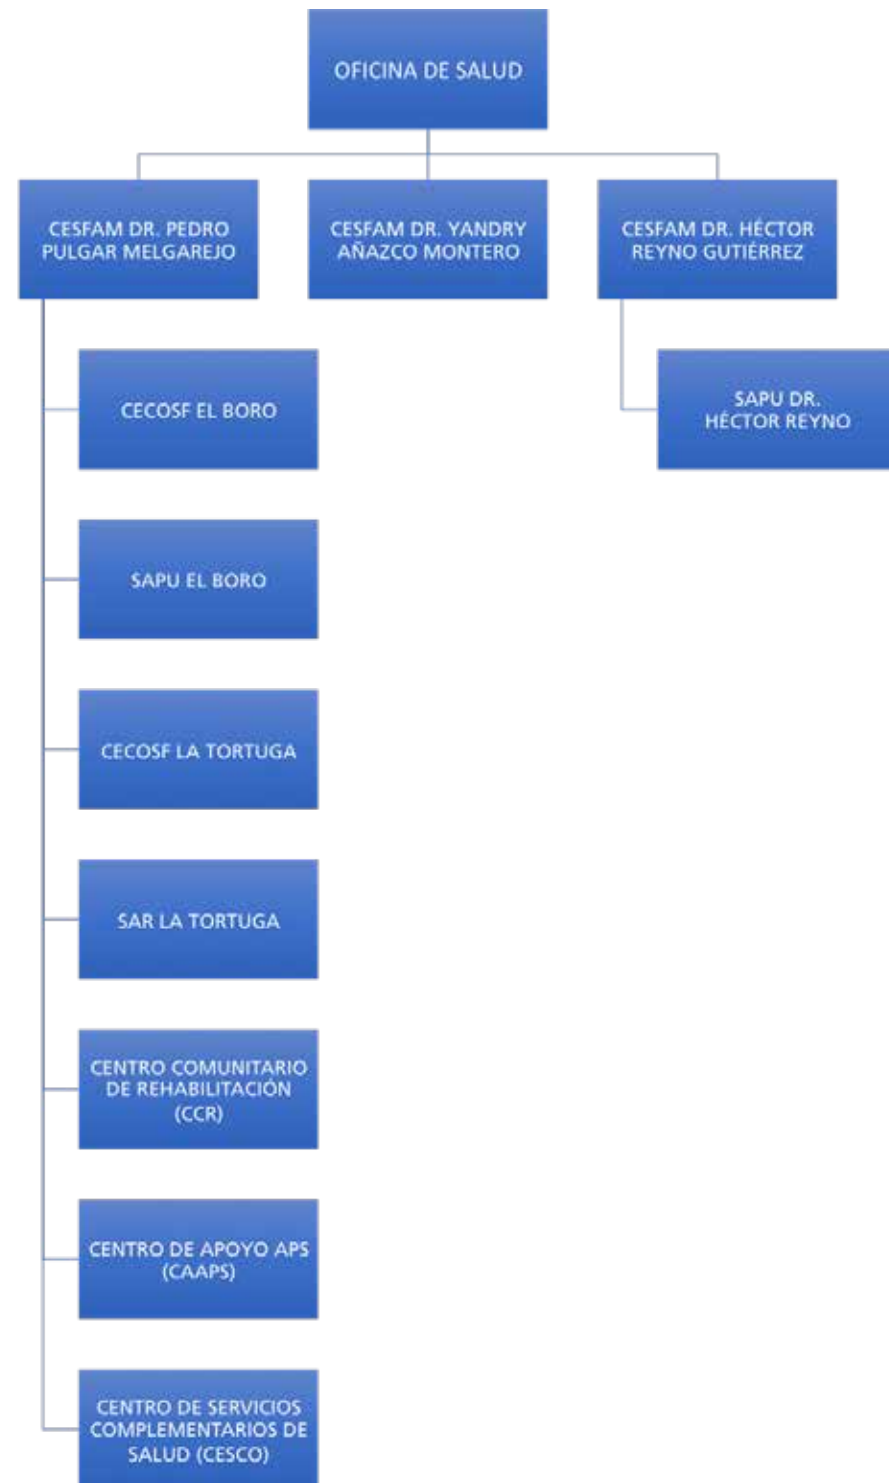 OFICINA DE SALUD
CESFAM DR. PEDRO
PULGAR MELGAREJO
CESFAM DR. YANDRY
AÑAZCO MONTERO
CESFAM DR. HÉCTOR
REYNO GUTIÉRREZ
CECOSF EL BORO
SAPU DR.
HÉCTOR REYNO
SAPU EL BORO
CECOSF LA TORTUGA
SAR LA TORTUGA
CENTRO COMUNITARIO
DE REHABILITACIÓN
(CCR)
CENTRO DE APOYO APS
(CAAPS)
CENTRO DE SERVICIOS
COMPLEMENTARIOS DE
SALUD (CESCO)